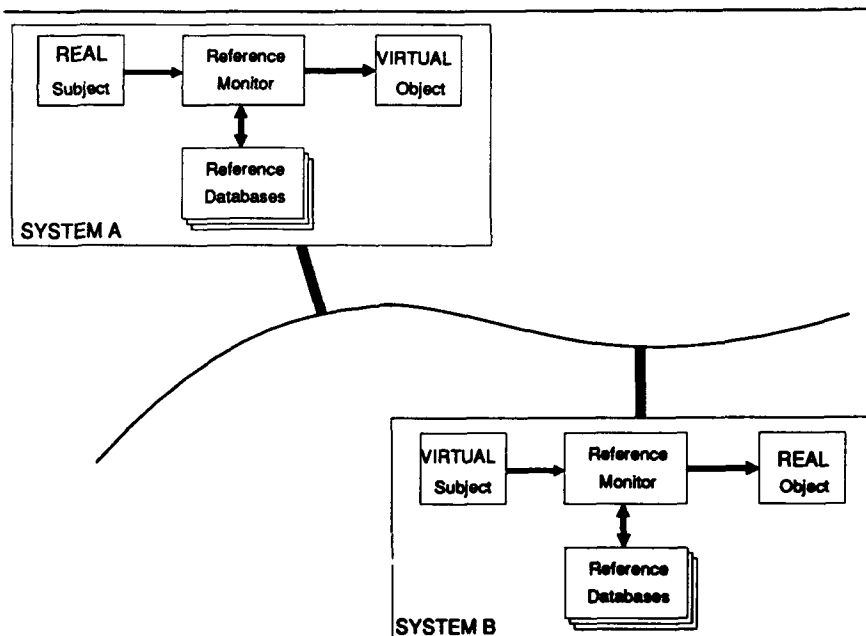 REAL
Subject
Reference
Monitor
VIRTUAL
Object
Reference
Databases
SYSTEM A
VIRTUAL
Subject
Reference
Monitor
REAL
Object
Reference
Databases
SYSTEM B